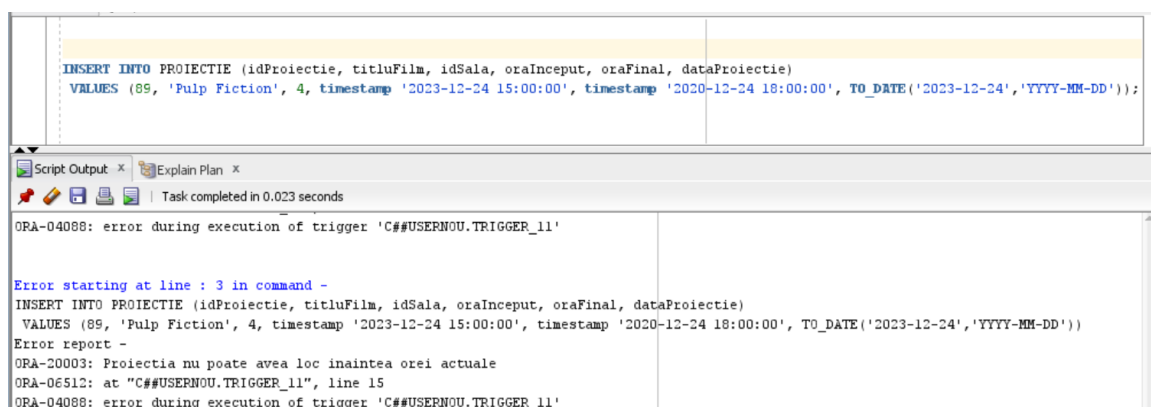 INSERT INTO PROIECTIE (idProiectie, titluFilm, idSala, oraInceput, oraFinal, dataProiectie)
VALUES (89, 'Pulp Fiction', 4, timestamp '2023-12-24 15:00:00', timestamp '2020-12-24 18:00:00', TO_DATE('2023-12-24','YYYY-MM-DD'));
Script Output x Explain Plan x
Task completed in 0.023 seconds
ORA-04088: error during execution of trigger 'C##USERNOU.TRIGGER_11'
Error starting at line : 3 in command -
INSERT INTO PROIECTIE (idProiectie, titluFilm, idSala, oraInceput, oraFinal, dataProiectie)
VALUES (89, 'Pulp Fiction', 4, timestamp '2023-12-24 15:00:00', timestamp '2020-12-24 18:00:00', TO_DATE('2023-12-24','YYYY-MM-DD'))
Error report -
ORA-20003: Proiectia nu poate avea loc inaintea orei actuale
ORA-06512: at "C##USERNOU.TRIGGER_11", line 15
ORA-04088: error during execution of trigger 'C##USERNOU.TRIGGER_11'